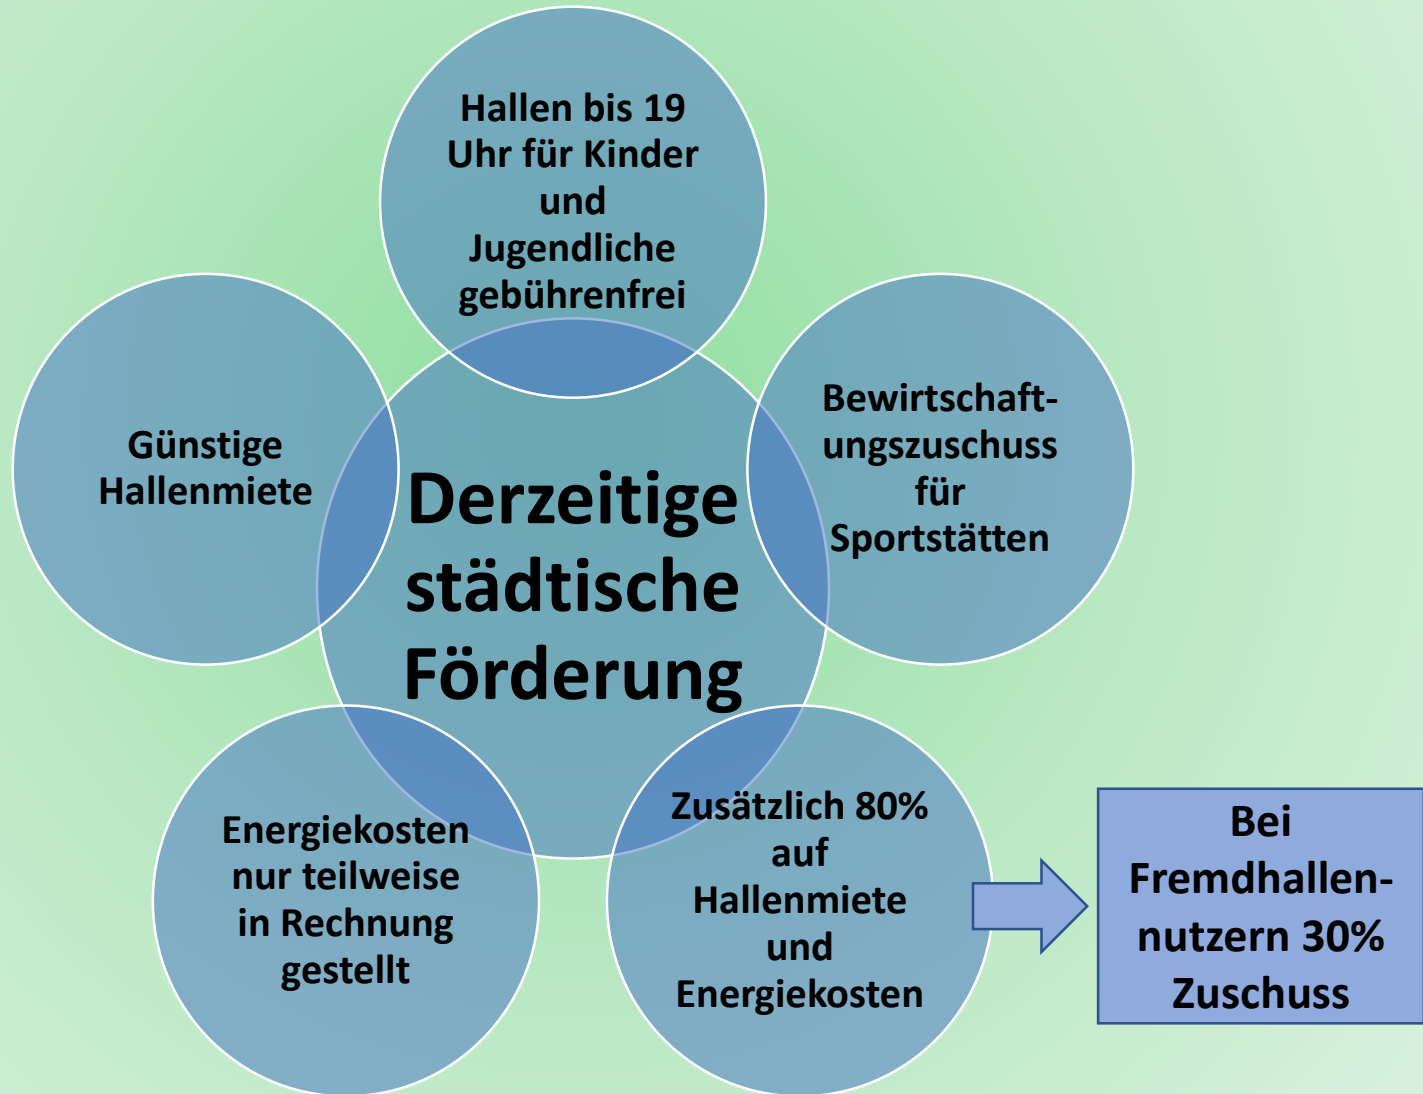 Hallen bis 19
Uhr für Kinder
und
Jugendliche
gebührenfrei
Günstige
Hallenmiete
Bewirtschaft-
ungszuschuss
für
Sportstätten
Derzeitige
städtische
Förderung
Energiekosten
nur teilweise
in Rechnung
gestellt
Zusätzlich 80%
auf
Hallenmiete
und
Energiekosten
Bei
Fremdhallen-
nutzern 30%
Zuschuss